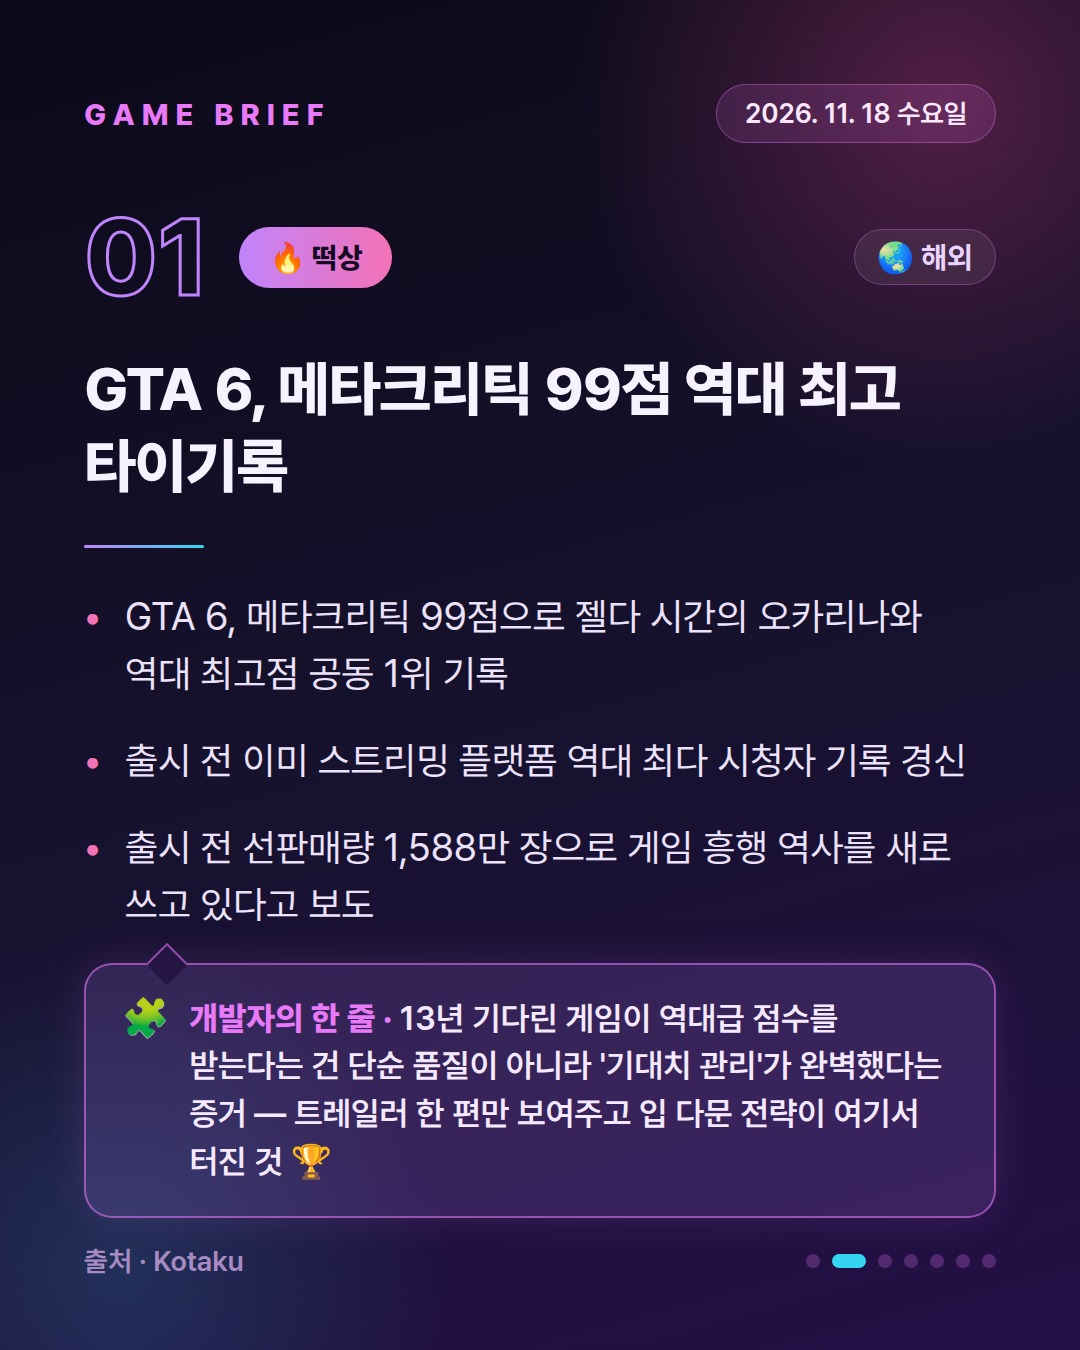 GAME BRIEF
2026. 11. 18 수요일
01
🔥 떡상
🌏 해외
GTA 6, 메타크리틱 99점 역대 최고
타이기록
• GTA 6, 메타크리틱 99점으로 젤다 시간의 오카리나와
역대 최고점 공동 1위 기록
• 출시 전 이미 스트리밍 플랫폼 역대 최다 시청자 기록 경신
• 출시 전 선판매량 1,588만 장으로 게임 흥행 역사를 새로
쓰고 있다고 보도
🧩 개발자의 한 줄 · 13년 기다린 게임이 역대급 점수를
받는다는 건 단순 품질이 아니라 '기대치 관리'가 완벽했다는
증거 — 트레일러 한 편만 보여주고 입 다문 전략이 여기서
터진 것 🏆
출처 · Kotaku